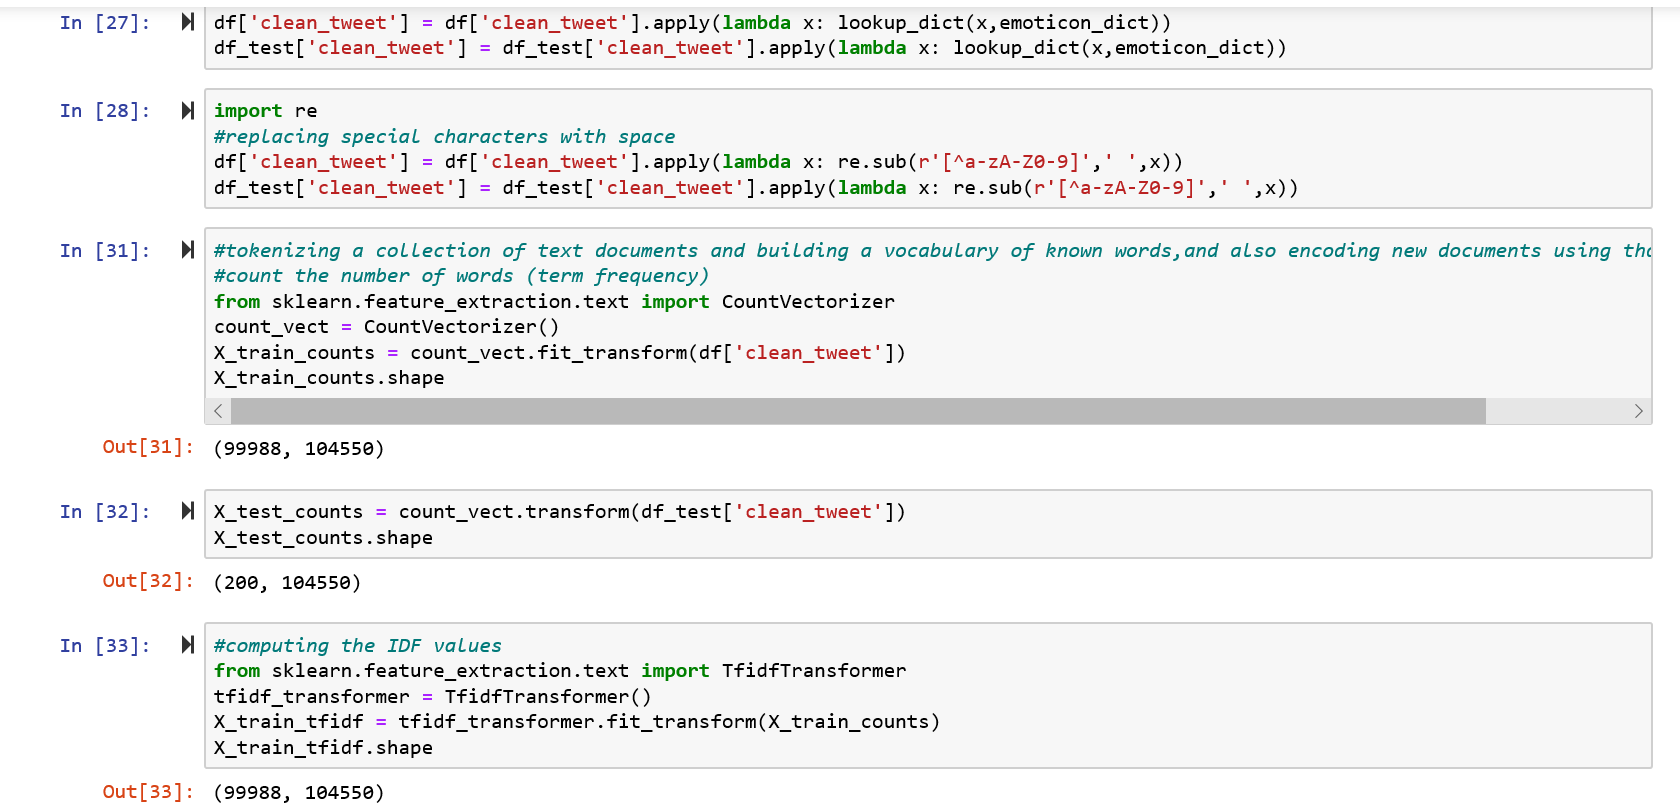 In [27]: df['clean_tweet'] = df['clean_tweet'].apply(lambda x: lookup_dict(x,emoticon_dict))
df_test['clean_tweet'] = df_test['clean_tweet'].apply(lambda x: lookup_dict(x,emoticon_dict))
In [28]: import re
#replacing special characters with space
df['clean_tweet'] = df['clean_tweet'].apply(lambda x: re.sub(r'[^a-zA-Z0-9]',' ',x))
df_test['clean_tweet'] = df_test['clean_tweet'].apply(lambda x: re.sub(r'[^a-zA-Z0-9]',' ',x))
In [31]: #tokenizing a collection of text documents and building a vocabulary of known words,and also encoding new documents using
#count the number of words (term frequency)
from sklearn.feature_extraction.text import CountVectorizer
count_vect = CountVectorizer()
X_train_counts = count_vect.fit_transform(df['clean_tweet'])
X_train_counts.shape
Out[31]: (99988, 104550)
In [32]: X_test_counts = count_vect.transform(df_test['clean_tweet'])
X_test_counts.shape
Out[32]: (200, 104550)
In [33]: #computing the IDF values
from sklearn.feature_extraction.text import TfidfTransformer
tfidf_transformer = TfidfTransformer()
X_train_tfidf = tfidf_transformer.fit_transform(X_train_counts)
X_train_tfidf.shape
Out[33]: (99988, 104550)